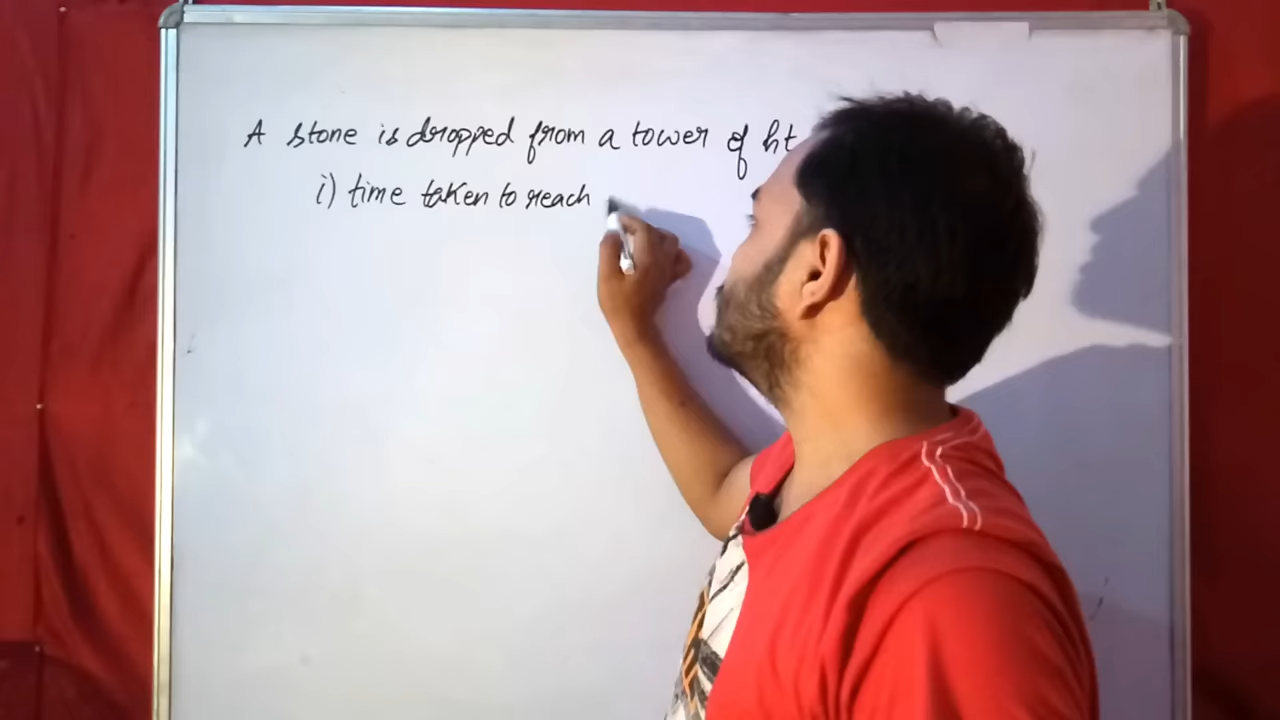 A stone is dropped from a tower of ht
i) time taken to reach